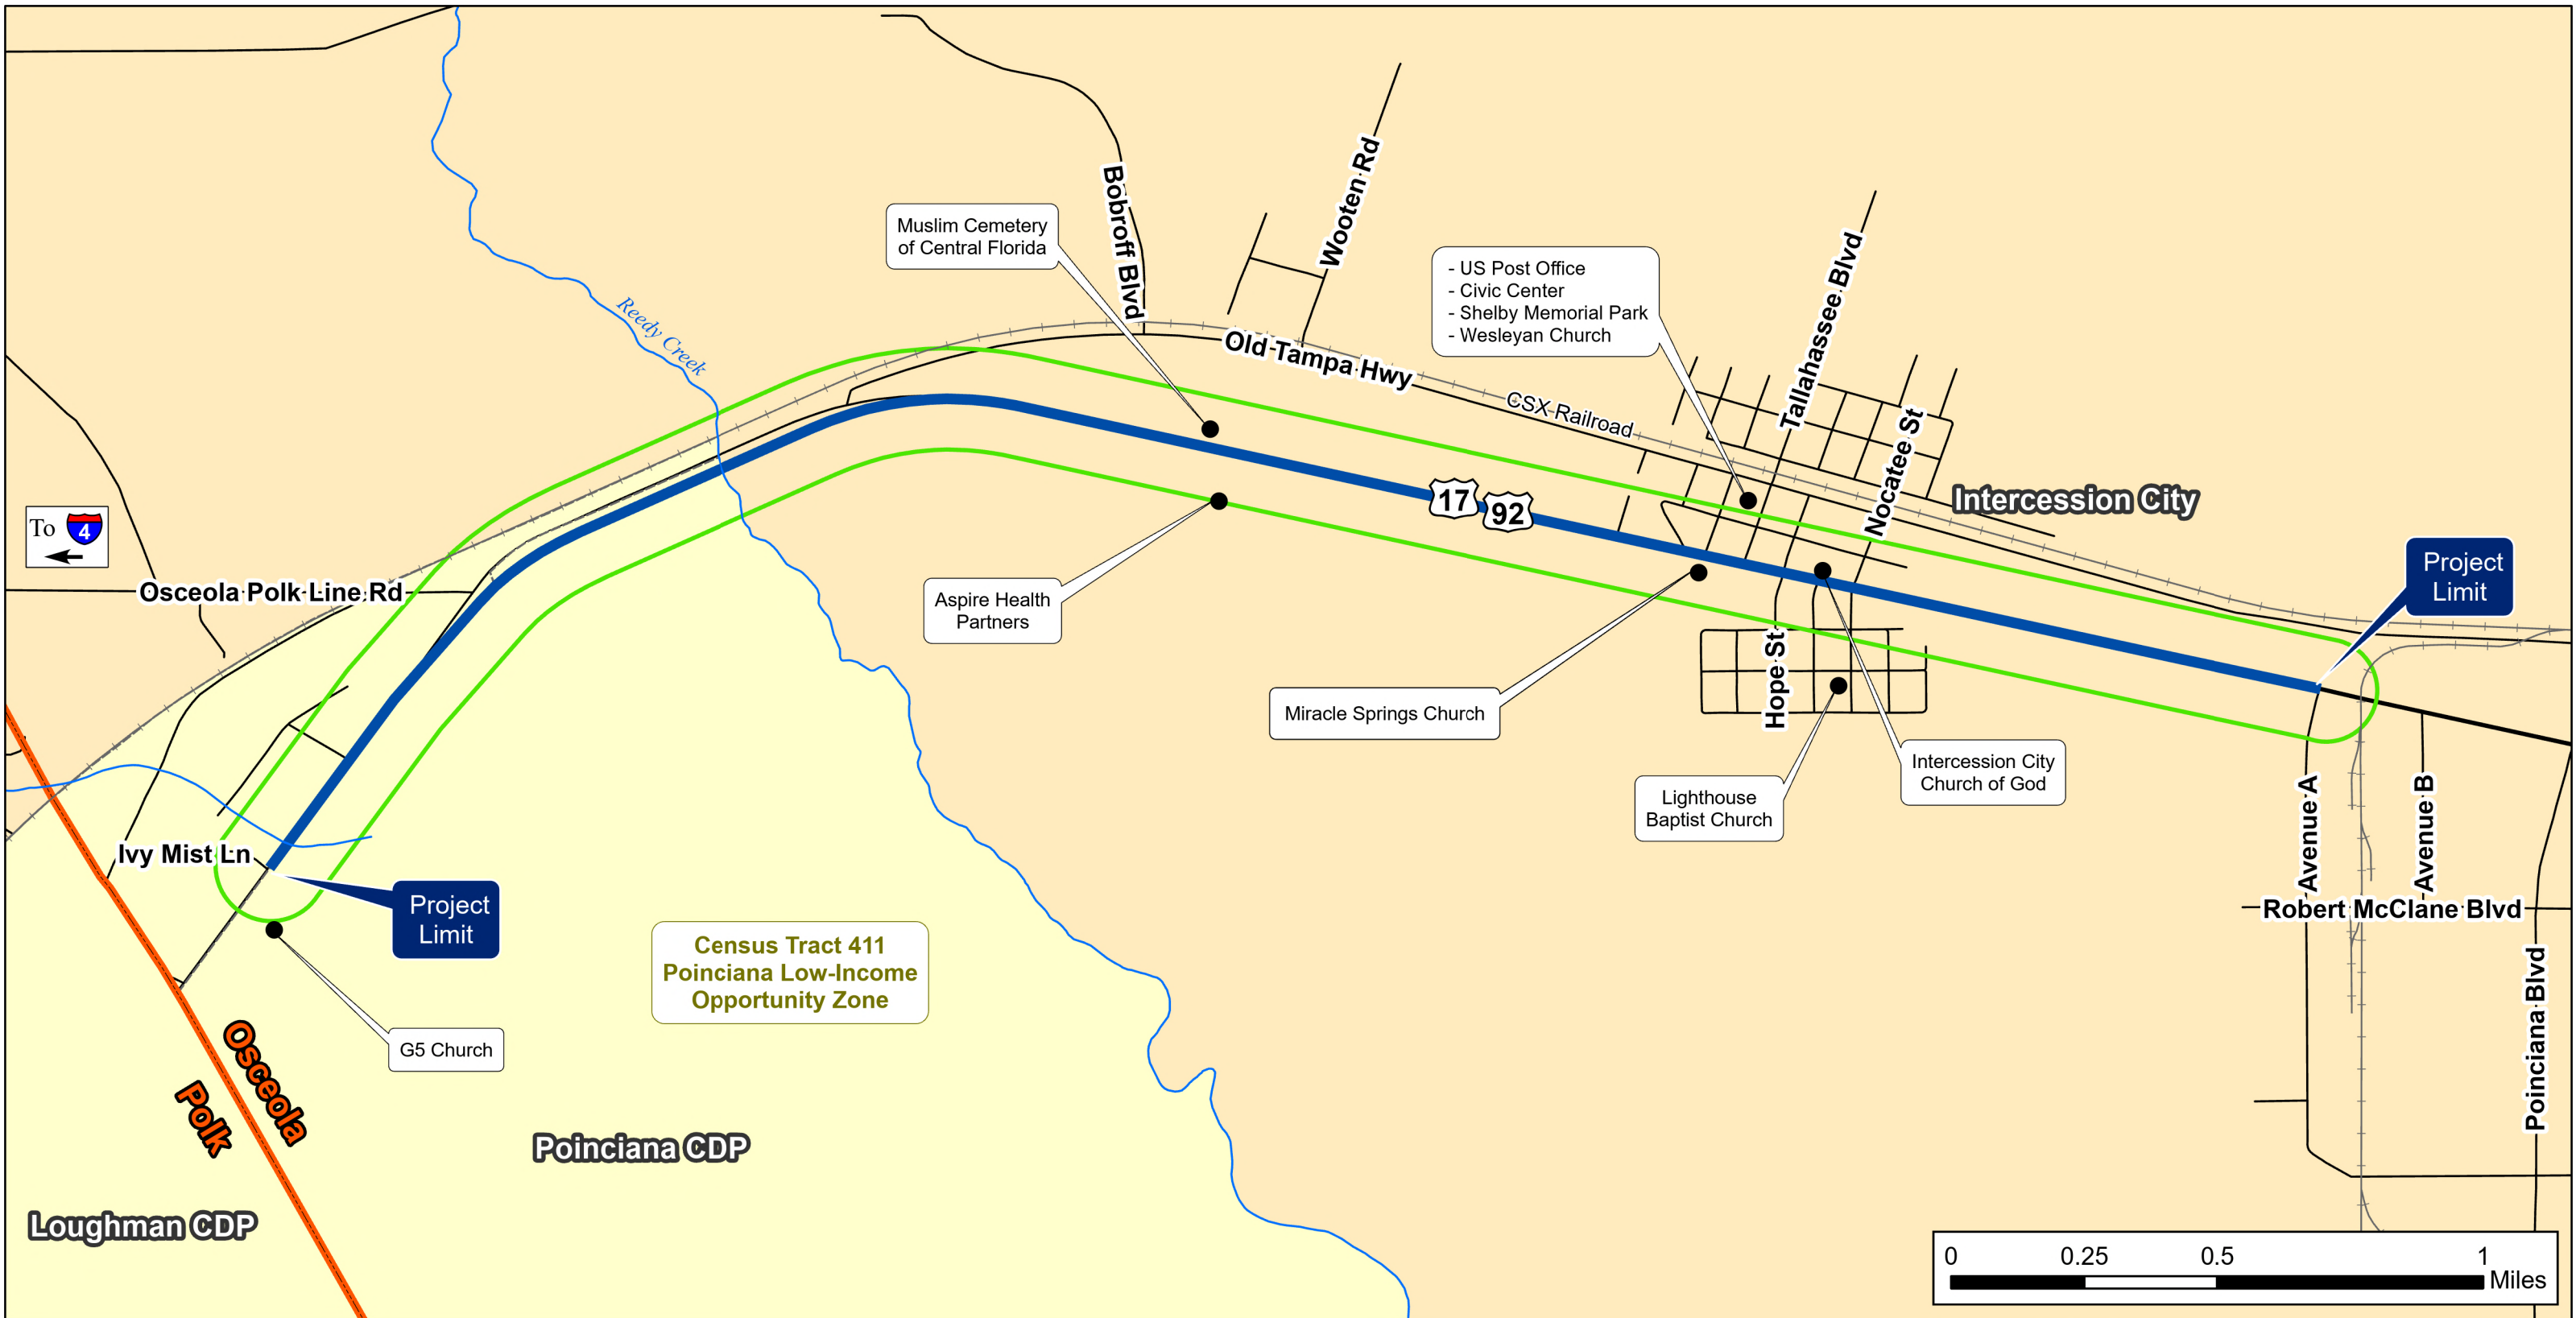 Bobroff Blvd
Wooten Rd
Muslim Cemetery
of Central Florida
- US Post Office
- Civic Center
- Shelby Memorial Park
- Wesleyan Church
Tallahassee Blvd
Reedy Creek
Old Tampa Hwy
CSX Railroad
Nocatee St
17
92
Intercession City
To
4
Osceola Polk Line Rd
Project
Limit
Aspire Health
Partners
Hope St
Miracle Springs Church
Intercession City
Church of God
Lighthouse
Baptist Church
Avenue A
Avenue B
Ivy Mist Ln
Project
Limit
Robert McClane Blvd
Census Tract 411
Poinciana Low-Income
Opportunity Zone
Poinciana Blvd
G5 Church
Osceola
Polk
Poinciana CDP
Loughman CDP
0 0.25 0.5 1
Miles